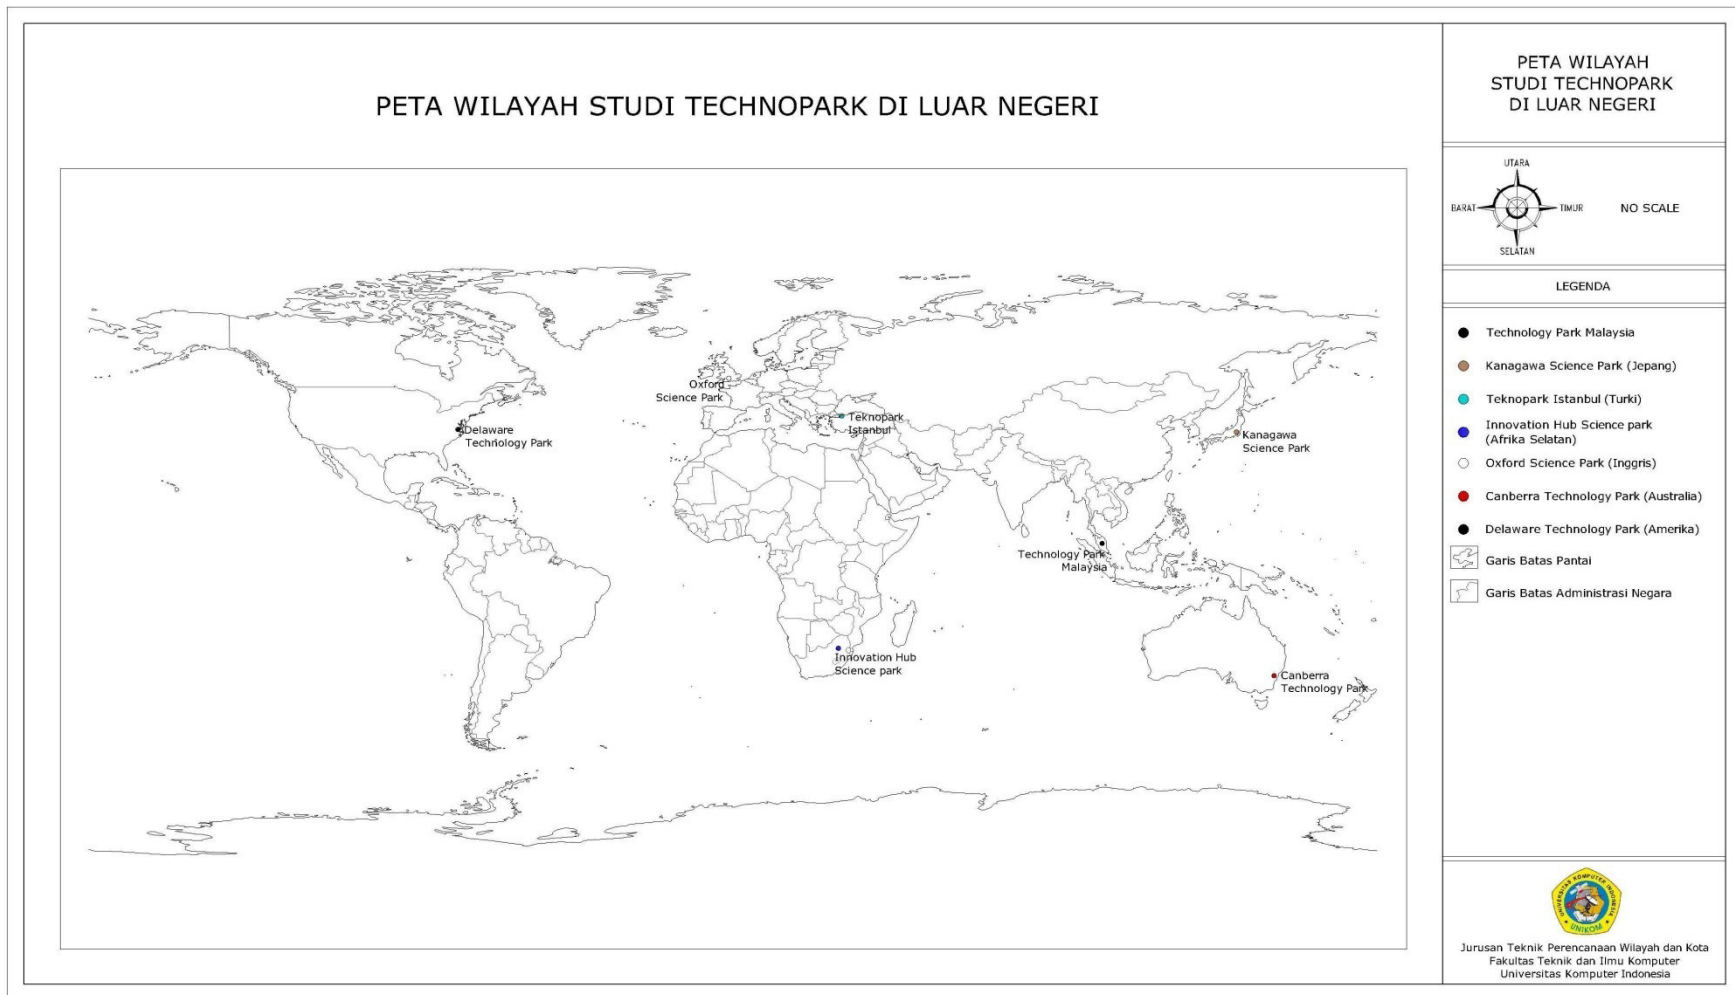 PETA WILAYAH STUDI TECHNOPARK DI LUAR NEGERI
Oxford
Science Park
Teknopark
Istanbul
Delaware
Technology Park
Kanagawa
Science Park
Technology Park
Malaysia
Innovation Hub
Science park
Canberra
Technology Park
PETA WILAYAH
STUDI TECHNOPARK
DI LUAR NEGERI
UTARA
BARAT
TIMUR
NO SCALE
SELATAN
LEGENDA
Technology Park Malaysia
Kanagawa Science Park (Jepang)
Teknopark Istanbul (Turki)
Innovation Hub Science park
(Afrika Selatan)
Oxford Science Park (Inggris)
Canberra Technology Park (Australia)
Delaware Technology Park (Amerika)
Garis Batas Pantai
Garis Batas Administrasi Negara
UNIVERSITAS KOMPUTER INDONESIA
UNIKOM
Jurusan Teknik Perencanaan Wilayah dan Kota
Fakultas Teknik dan Ilmu Komputer
Universitas Komputer Indonesia